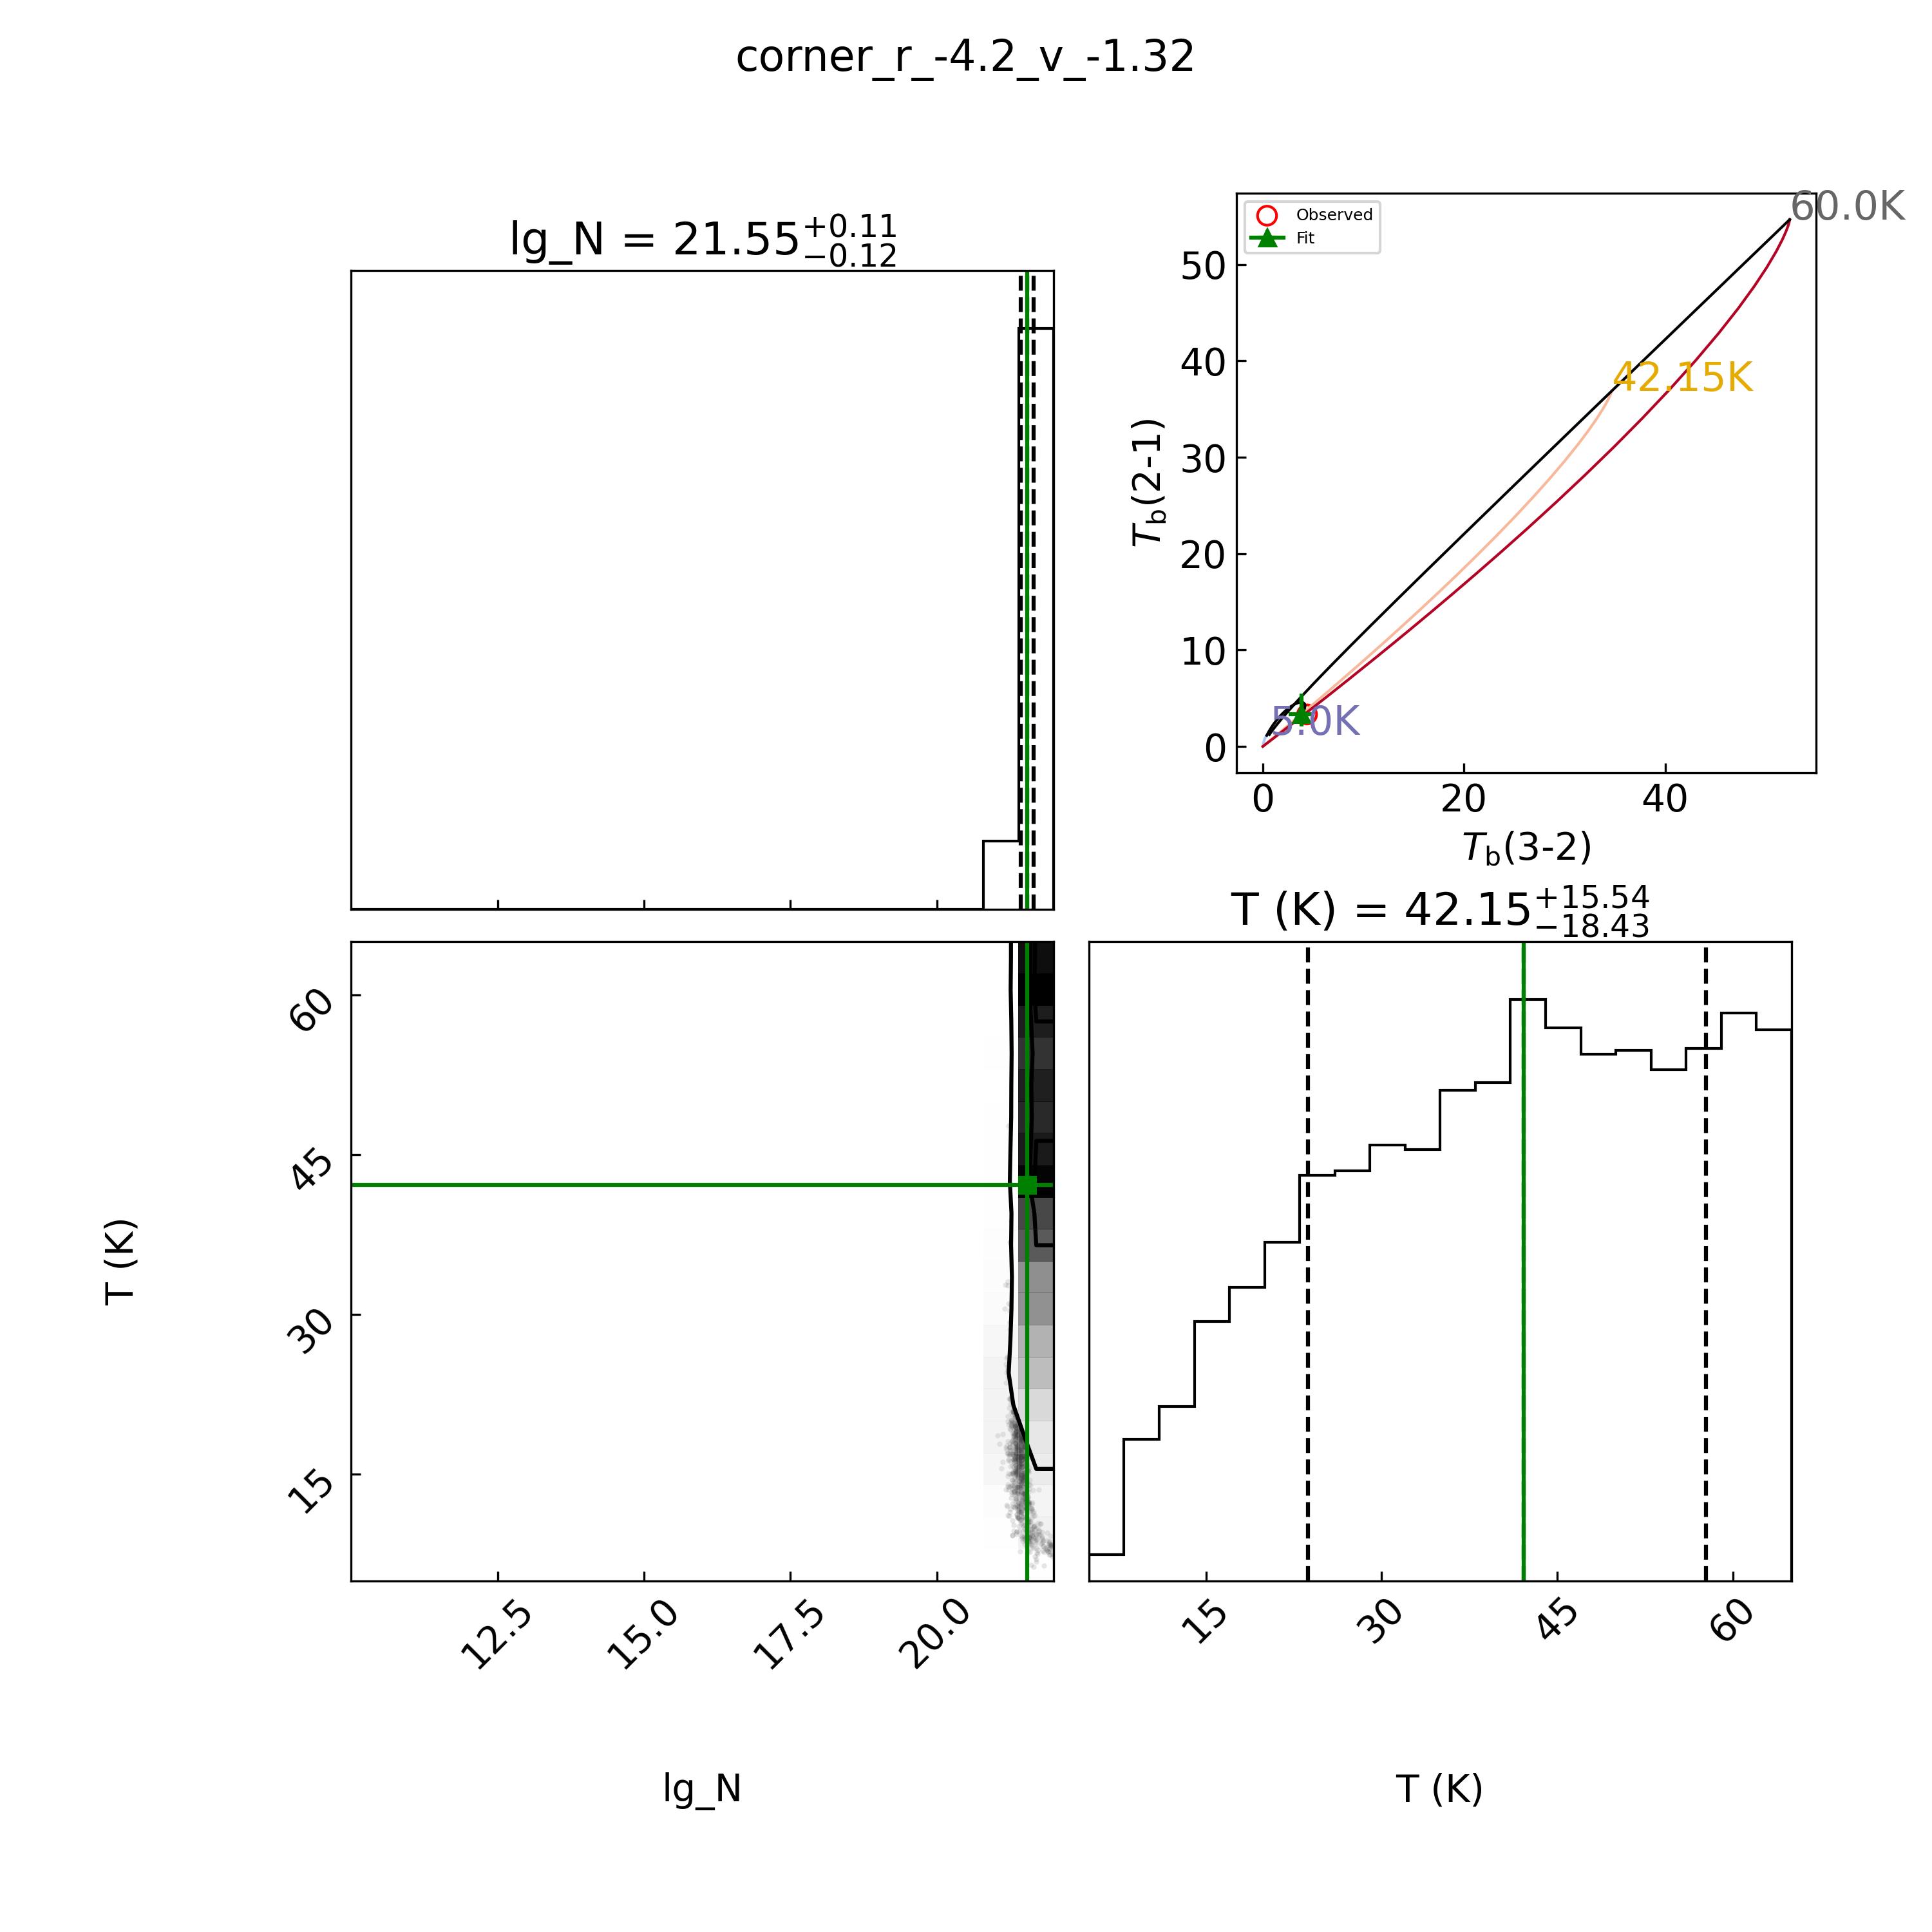 corner_r_-4.2_v_-1.32
lg_N = 21.55+0.11 −0.12
60.0K
Observed
Fit
50
40
30
20
10
0
42.15K
5.0K
Tb(2-1)
0 20 40
Tb(3-2)
T (K) = 42.15+15.54 −18.43
60
45
30
15
T (K)
12.5 15.0 17.5 20.0
15 30 45 60
lg_N
T (K)